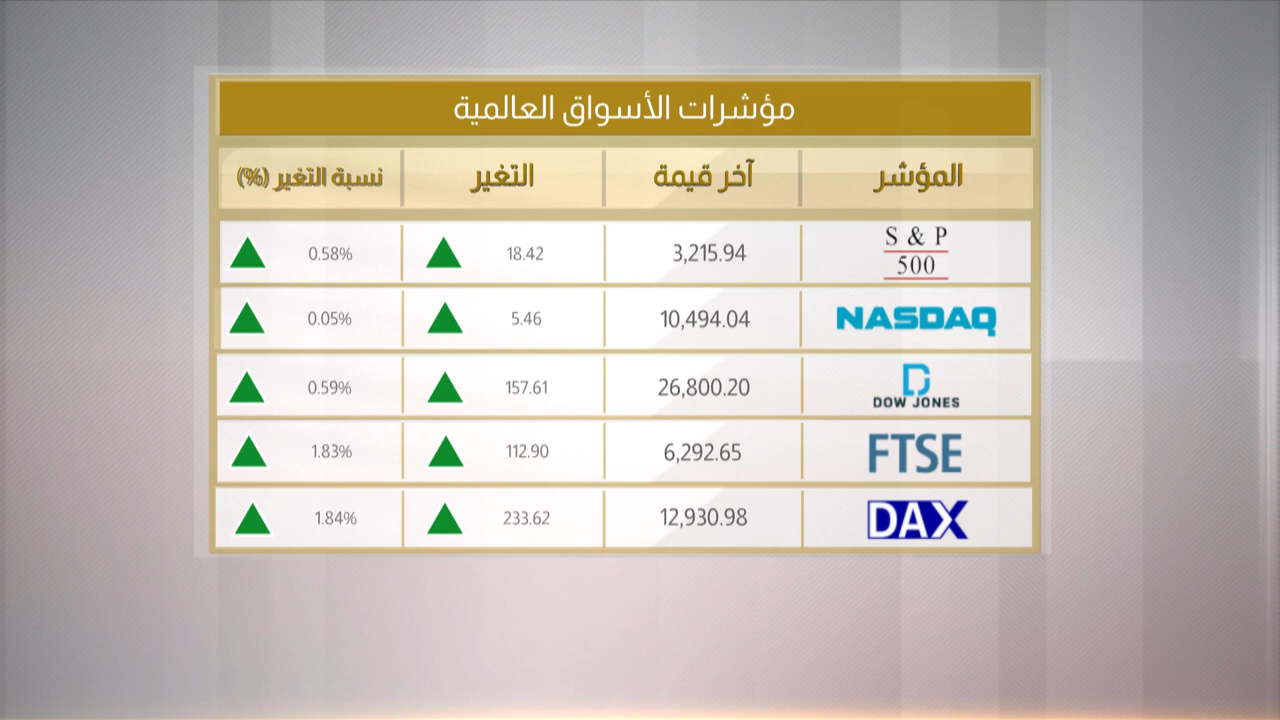 مؤشرات الأسواق العالمية
المؤشر آخر قيمة التغير نسبة التغير (%)
S & P
500
3,215.94 18.42 0.58%
NASDAQ 10,494.04 5.46 0.05%
DOW JONES 26,800.20 157.61 0.59%
FTSE 6,292.65 112.90 1.83%
DAX 12,930.98 233.62 1.84%